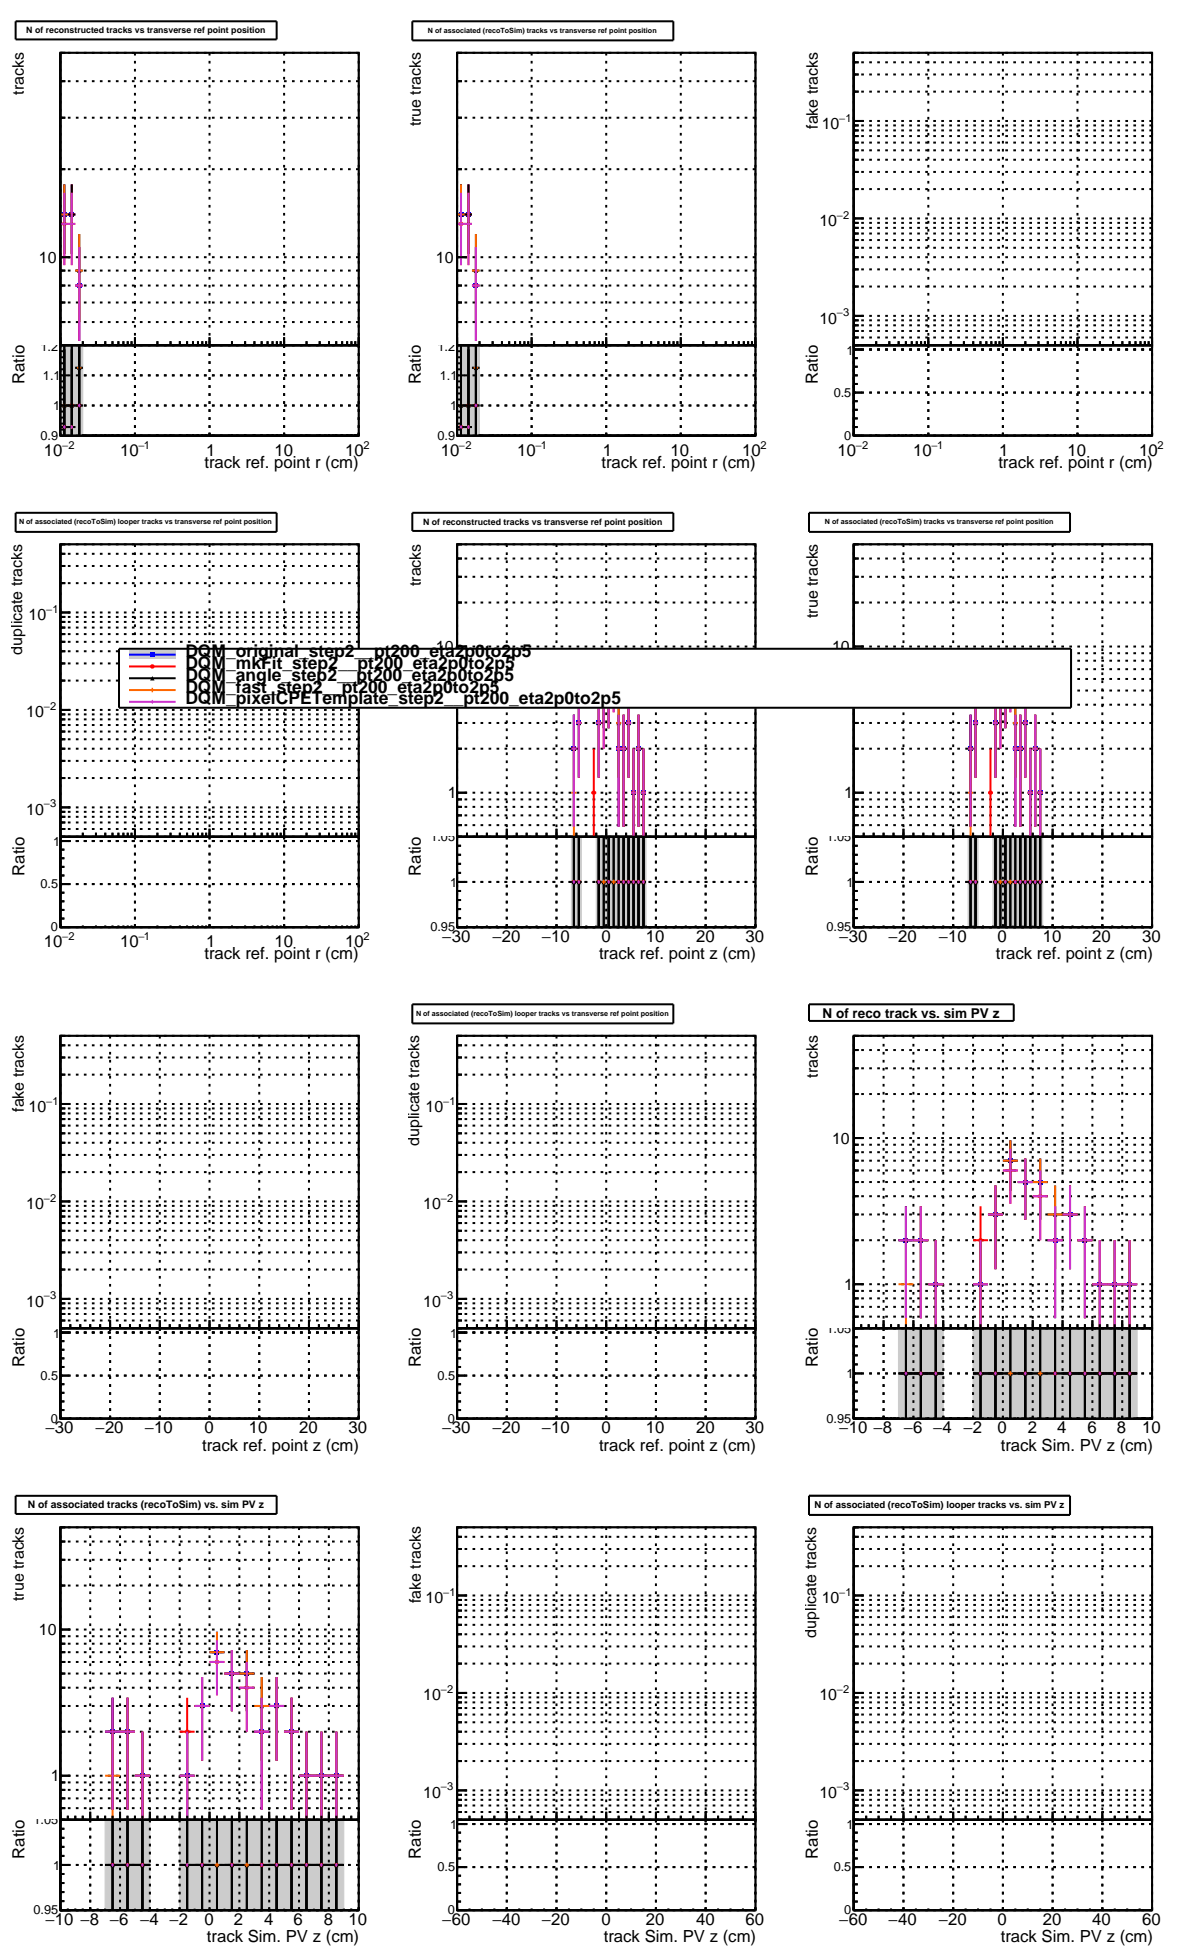 N of reconstructed tracks vs transverse ref point position
tracks
10
Ratio
1.2
1.1
1
0.9
10−2 10−1 1 10 102
track ref. point r (cm)
N of associated (recoToSim) tracks vs transverse ref point position
true tracks
10
Ratio
1.2
1.1
1
0.9
10−2 10−1 1 10 102
track ref. point r (cm)
fake tracks
10−1
10−2
10−3
Ratio
1
0.5
0
10−2 10−1 1 10 102
track ref. point r (cm)
N of associated (recoToSim) looper tracks vs transverse ref point position
duplicate tracks
10−1
10−2
10−3
Ratio
1
0.5
0
10−2 10−1 1 10 102
track ref. point r (cm)
N of reconstructed tracks vs transverse ref point position
tracks
10
1
Ratio
1.05
1
0.95
−30 −20 −10 0 10 20 30
track ref. point z (cm)
N of associated (recoToSim) tracks vs transverse ref point position
true tracks
10
1
Ratio
1.05
1
0.95
−30 −20 −10 0 10 20 30
track ref. point z (cm)
DQM_original_step2__pt200_eta2p0to2p5
DQM_mkFit_step2__pt200_eta2p0to2p5
DQM_angle_step2__pt200_eta2p0to2p5
DQM_fast_step2__pt200_eta2p0to2p5
DQM_pixelCPETemplate_step2__pt200_eta2p0to2p5
fake tracks
10−1
10−2
10−3
Ratio
1
0.5
0
−30 −20 −10 0 10 20 30
track ref. point z (cm)
N of associated (recoToSim) looper tracks vs transverse ref point position
duplicate tracks
10−1
10−2
10−3
Ratio
1
0.5
0
−30 −20 −10 0 10 20 30
track ref. point z (cm)
N of reco track vs. sim PV z
tracks
10
1
Ratio
1.05
1
0.95
−10 −8 −6 −4 −2 0 2 4 6 8 10
track Sim. PV z (cm)
N of associated tracks (recoToSim) vs. sim PV z
true tracks
10
1
Ratio
1.05
1
0.95
−10 −8 −6 −4 −2 0 2 4 6 8 10
track Sim. PV z (cm)
fake tracks
10−1
10−2
10−3
Ratio
1
0.5
0
−60 −40 −20 0 20 40 60
track Sim. PV z (cm)
N of associated (recoToSim) looper tracks vs. sim PV z
duplicate tracks
10−1
10−2
10−3
Ratio
1
0.5
0
−60 −40 −20 0 20 40 60
track Sim. PV z (cm)